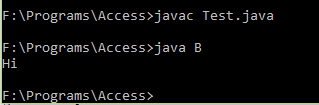 F:\Programs\Access>javac Test.java
F:\Programs\Access>java B
Hi
F:\Programs\Access>